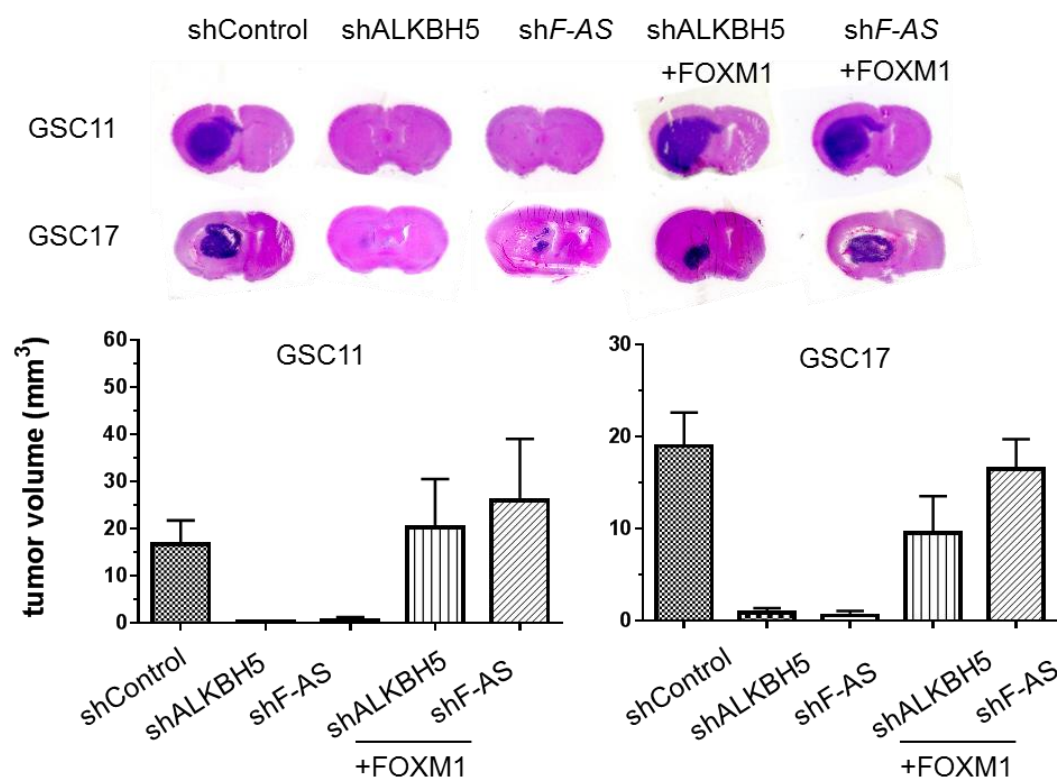 shControl shALKBH5 shF-AS shALKBH5 shF-AS
+FOXM1 +FOXM1
GSC11
GSC17
tumor volume (mm³)
GSC11
60
50
40
30
20
10
0
shControl shALKBH5 shF-AS shALKBH5 shF-AS
+FOXM1
GSC17
30
20
10
0
shControl shALKBH5 shF-AS shALKBH5 shF-AS
+FOXM1